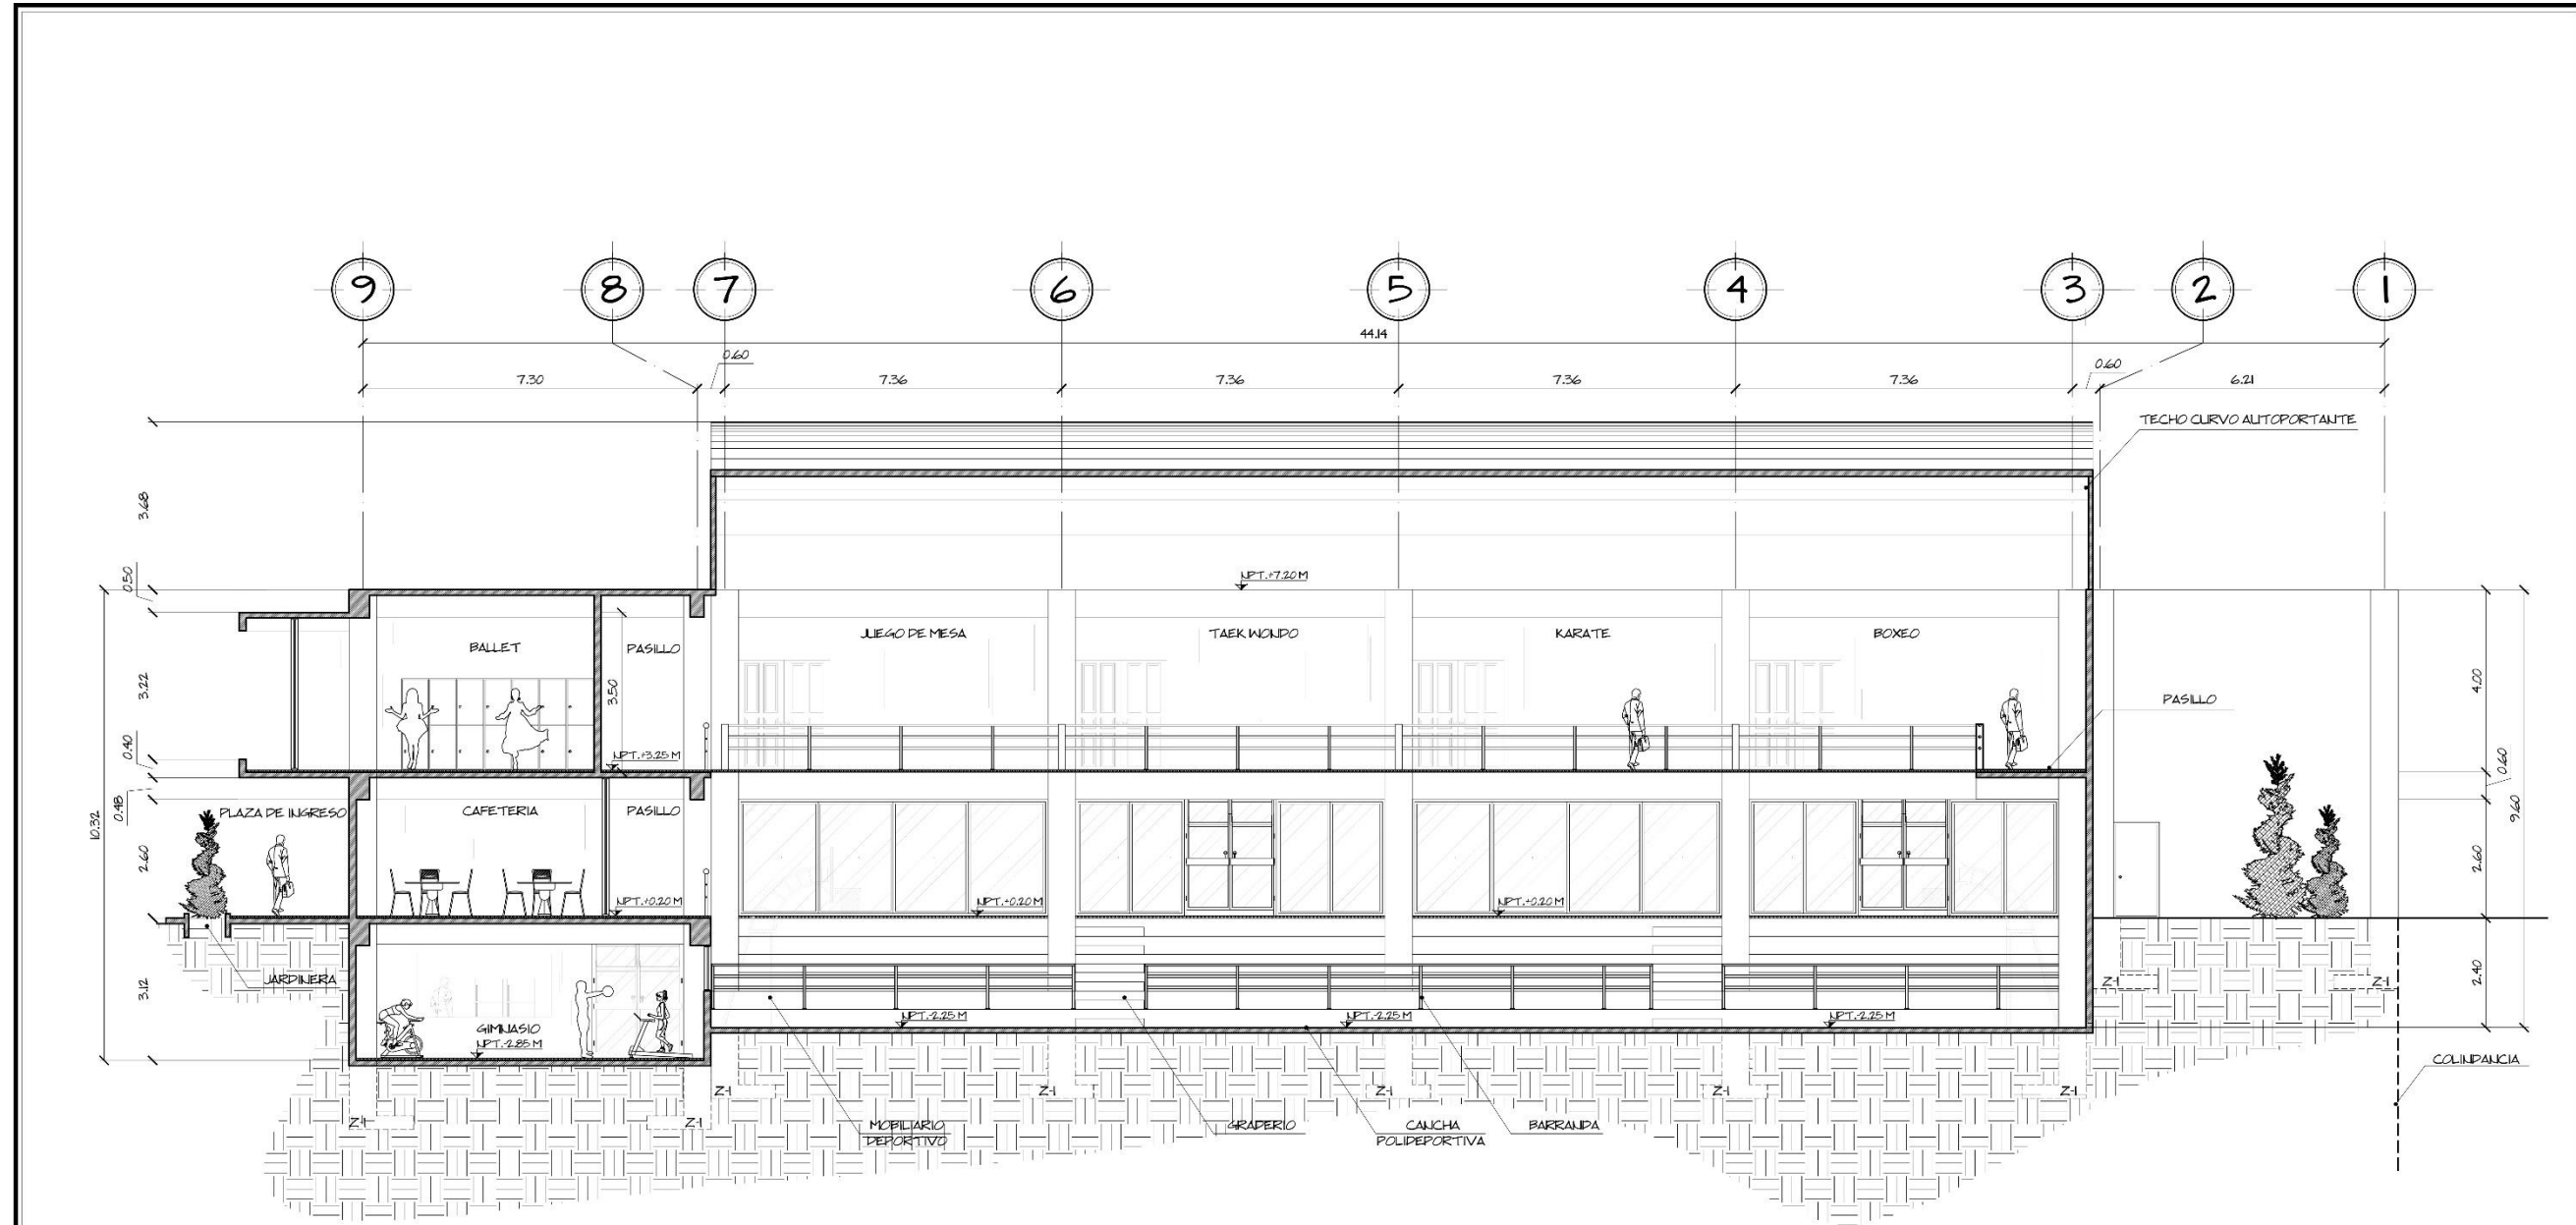 9 8 7 6 5 4 3 2 1
44.14
0.60
0.60
7.30 7.36 7.36 7.36 7.36 6.21
TECHO CURVO AUTOPORTANTE
3.68
0.50
NPT.+7.20 M
BALLET
PASILLO
JUEGO DE MESA
TAEK WONDO
KARATE
BOXEO
3.22
3.50
4.00
PASILLO
NPT.+3.25 M
0.40
0.60
0.48
PLAZA DE INGRESO
CAFETERIA
PASILLO
10.32
9.60
2.60
2.60
NPT.+0.20 M
NPT.+0.20 M
NPT.+0.20 M
JARDINERA
3.12
2.40
Z-1
Z-1
GIMNASIO
NPT.-2.85 M
NPT.-2.25 M
NPT.-2.25 M
NPT.-2.25 M
COLINDANCIA
Z-1
Z-1
Z-1
Z-1
Z-1
Z-1
Z-1
MOBILIARIO
DEPORTIVO
GRADERIO
CANCHA
POLIDEPORTIVA
BARRANDA